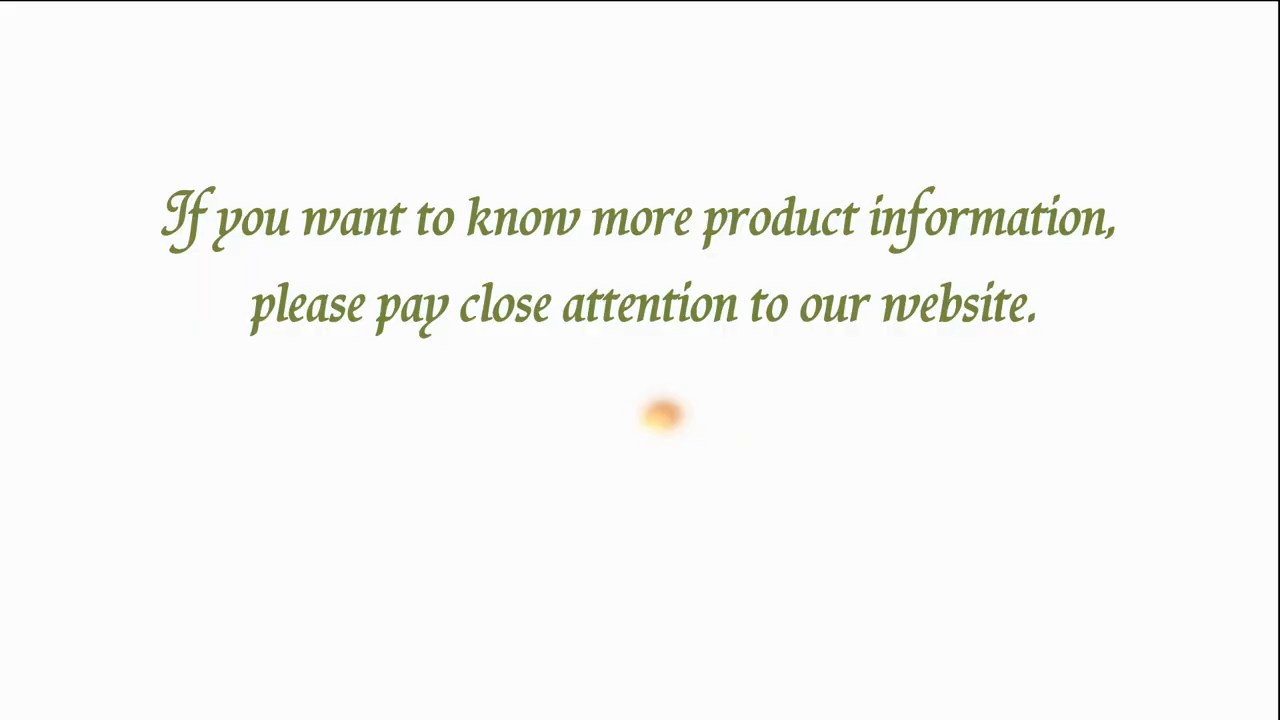 If you want to know more product information,
please pay close attention to our website.